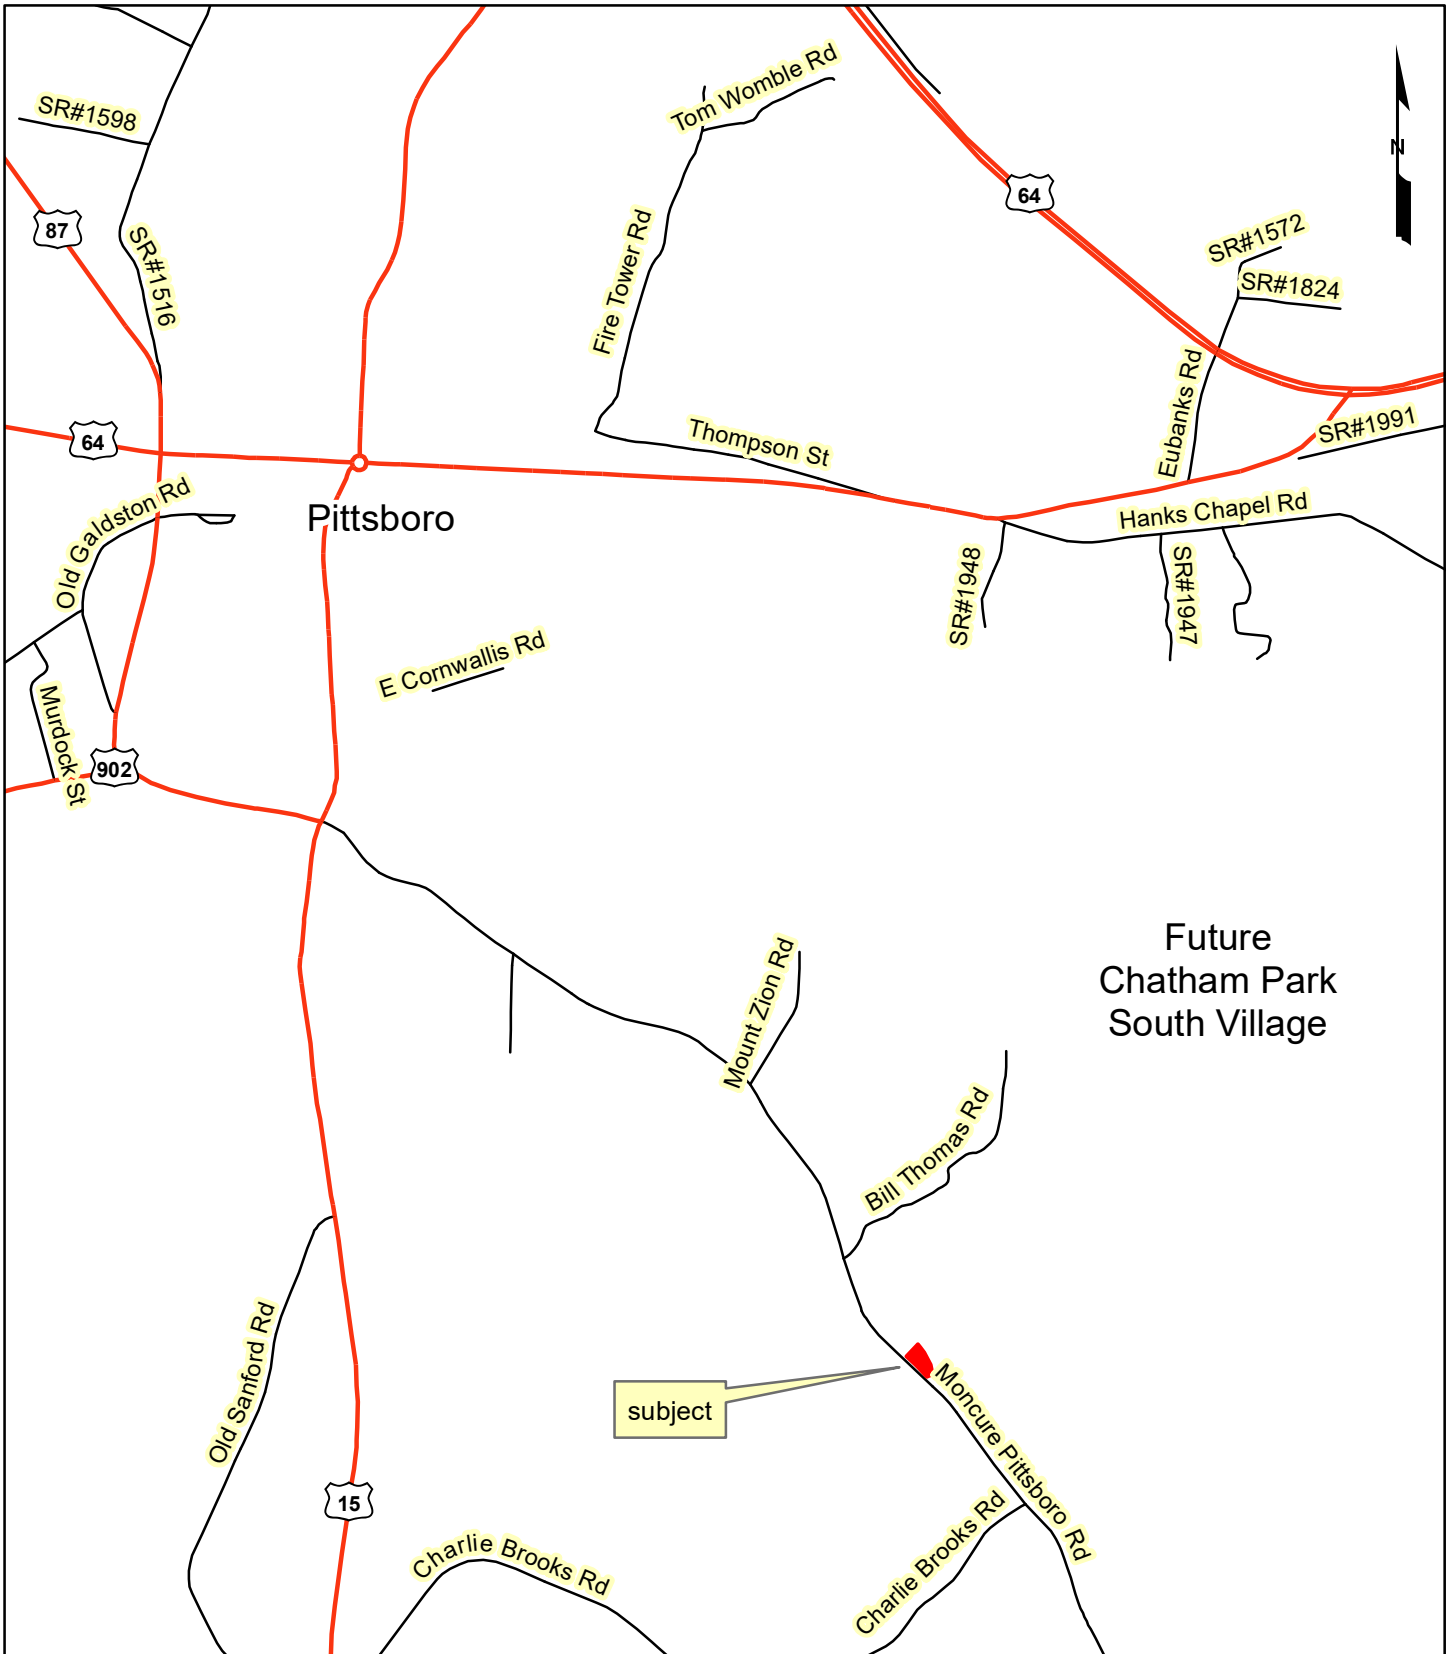 Tom Womble Rd
SR#1598
N
64
87
SR#1516
Fire Tower Rd
SR#1572
SR#1824
Eubanks Rd
64
Thompson St
SR#1991
Old Galdston Rd
Pittsboro
Hanks Chapel Rd
SR#1948
SR#1947
E Cornwallis Rd
Murdock St
902
Future
Chatham Park
South Village
Mount Zion Rd
Bill Thomas Rd
Old Sanford Rd
subject
Moncure Pittsboro Rd
15
Charlie Brooks Rd
Charlie Brooks Rd